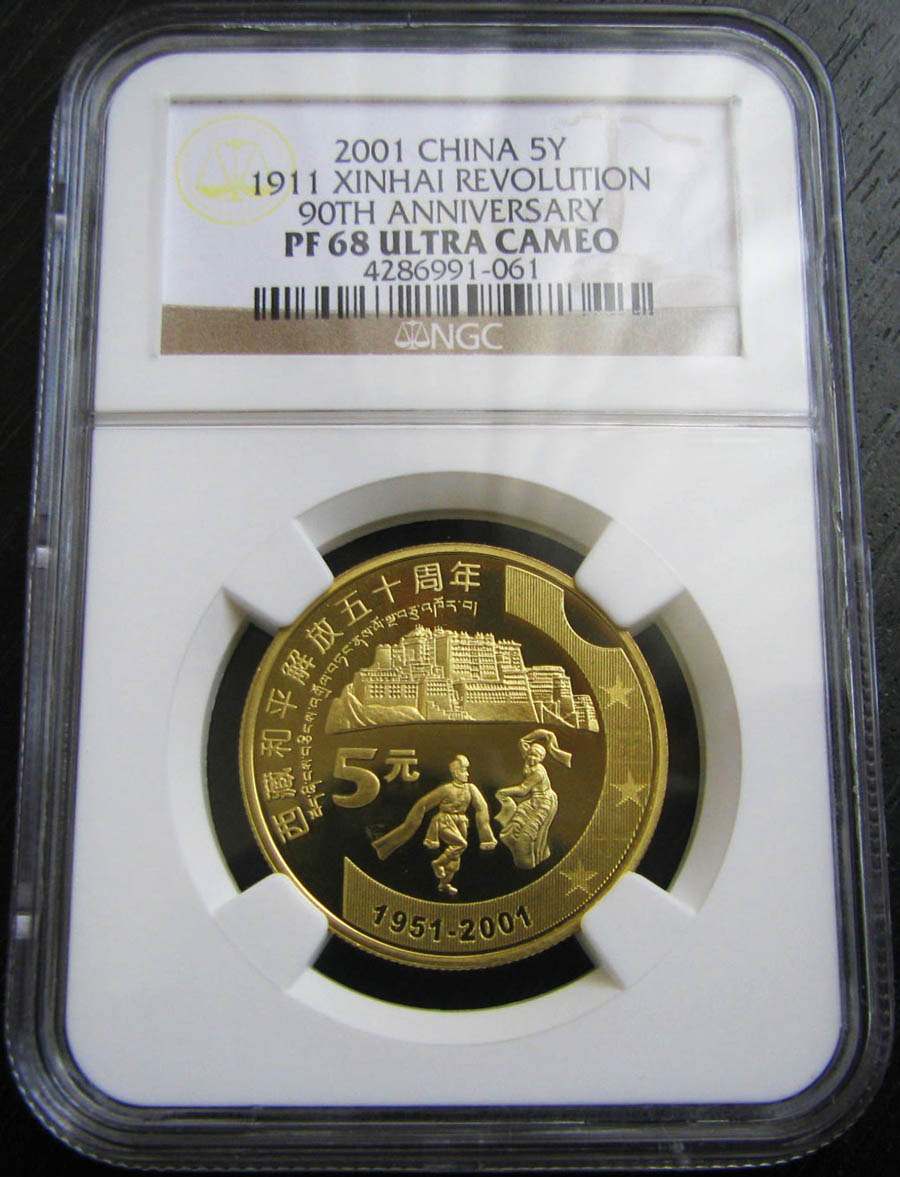 2001 CHINA 5Y
1911 XINHAI REVOLUTION
90TH ANNIVERSARY
PF 68 ULTRA CAMEO
4286991-061
NGC
西藏和平解放五十周年
5元
1951-2001